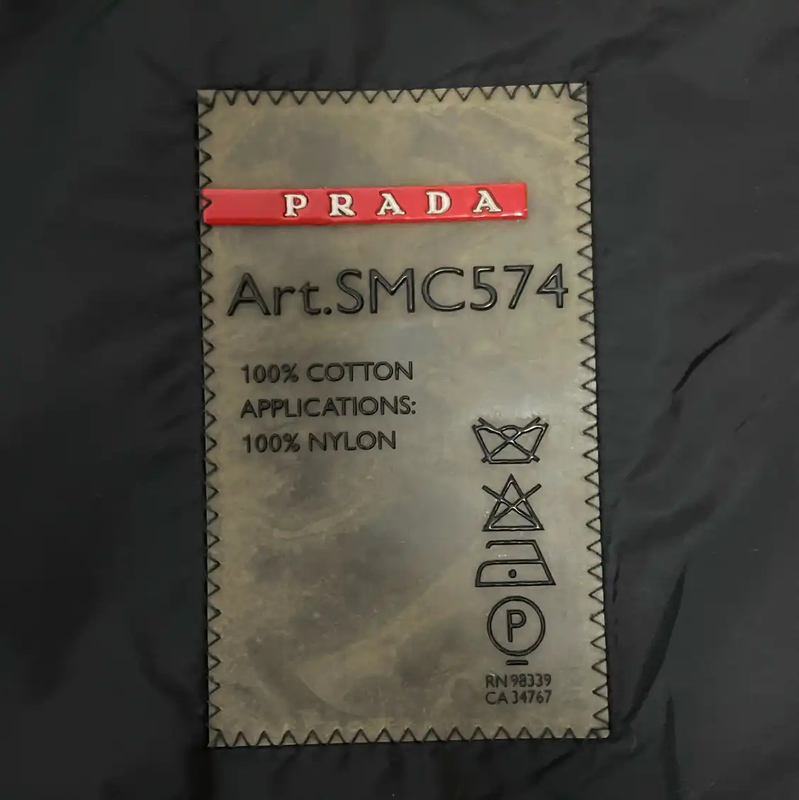 PRADA
Art.SMC574
100% COTTON
APPLICATIONS:
100% NYLON
P
RN 98339
CA 34767